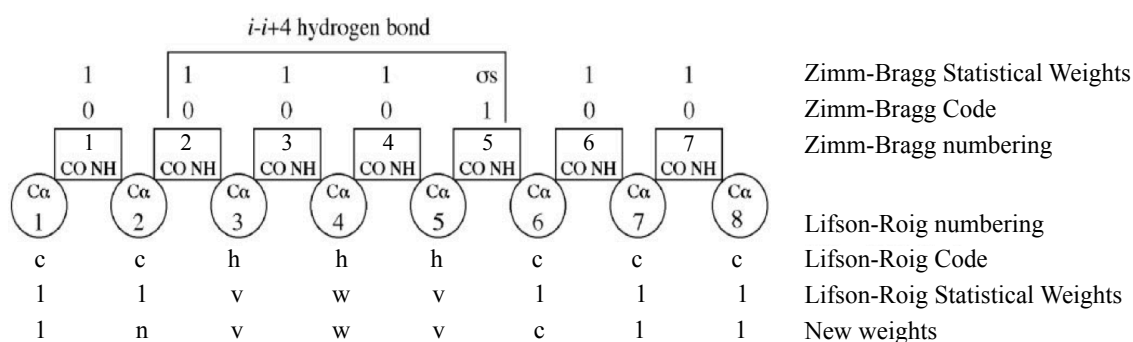 i-i+4 hydrogen bond
1 1 1 1 σs 1 1 Zimm-Bragg Statistical Weights
0 0 0 0 1 0 0 Zimm-Bragg Code
1 2 3 4 5 6 7 Zimm-Bragg numbering
CO NH CO NH CO NH CO NH CO NH CO NH CO NH
Cα Cα Cα Cα Cα Cα Cα Cα
1 2 3 4 5 6 7 8 Lifson-Roig numbering
c c h h h c c c Lifson-Roig Code
1 1 v w v 1 1 1 Lifson-Roig Statistical Weights
1 n v w v c 1 1 New weights